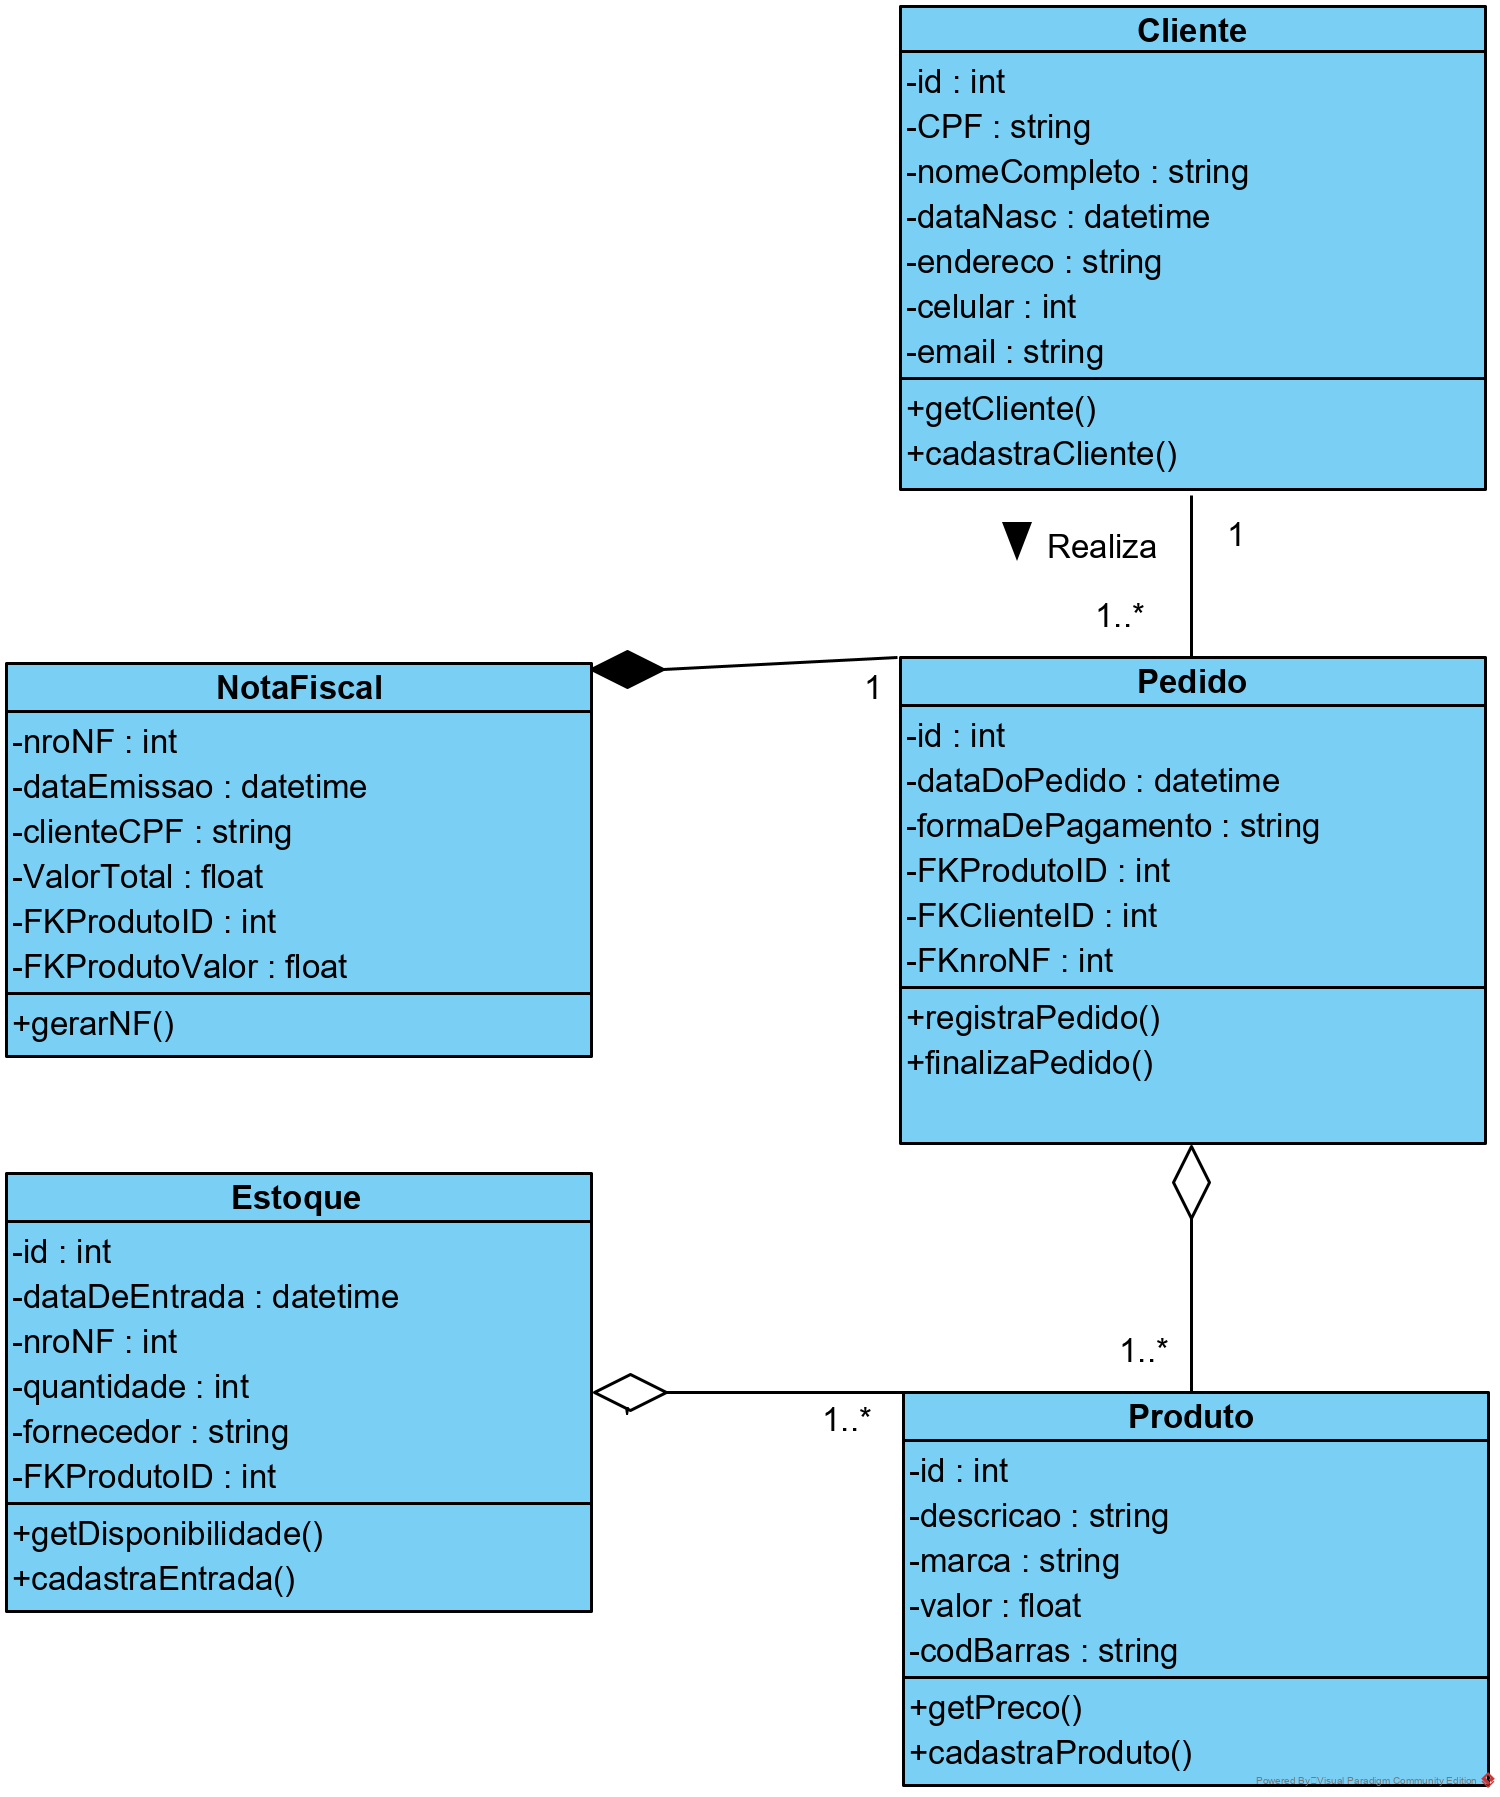 Cliente
-id : int
-CPF : string
-nomeCompleto : string
-dataNasc : datetime
-endereco : string
-celular : int
-email : string
+getCliente()
+cadastraCliente()
Realiza
1
1..*
NotaFiscal
-nroNF : int
-dataEmissao : datetime
-clienteCPF : string
-ValorTotal : float
-FKProdutoID : int
-FKProdutoValor : float
+gerarNF()
1
Pedido
-id : int
-dataDoPedido : datetime
-formaDePagamento : string
-FKProdutoID : int
-FKClienteID : int
-FKnroNF : int
+registraPedido()
+finalizaPedido()
Estoque
-id : int
-dataDeEntrada : datetime
-nroNF : int
-quantidade : int
-fornecedor : string
-FKProdutoID : int
+getDisponibilidade()
+cadastraEntrada()
1..*
1..*
Produto
-id : int
-descricao : string
-marca : string
-valor : float
-codBarras : string
+getPreco()
+cadastraProduto()
Powered By Visual Paradigm Community Edition